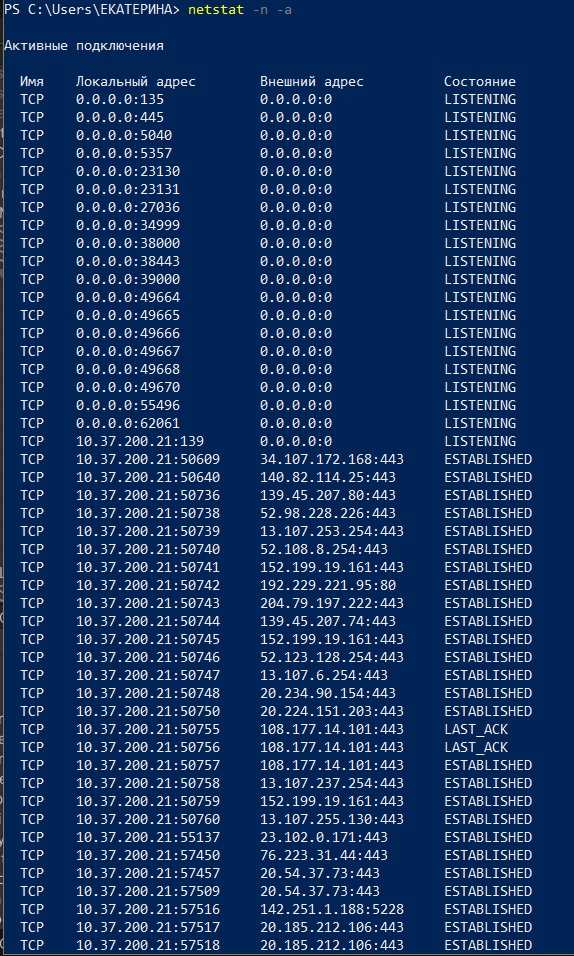 PS C:\Users\ЕКАТЕРИНА> netstat -n -a
Активные подключения
Имя Локальный адрес Внешний адрес Состояние
TCP 0.0.0.0:135 0.0.0.0:0 LISTENING
TCP 0.0.0.0:445 0.0.0.0:0 LISTENING
TCP 0.0.0.0:5040 0.0.0.0:0 LISTENING
TCP 0.0.0.0:5357 0.0.0.0:0 LISTENING
TCP 0.0.0.0:23130 0.0.0.0:0 LISTENING
TCP 0.0.0.0:23131 0.0.0.0:0 LISTENING
TCP 0.0.0.0:27036 0.0.0.0:0 LISTENING
TCP 0.0.0.0:34999 0.0.0.0:0 LISTENING
TCP 0.0.0.0:38000 0.0.0.0:0 LISTENING
TCP 0.0.0.0:38443 0.0.0.0:0 LISTENING
TCP 0.0.0.0:39000 0.0.0.0:0 LISTENING
TCP 0.0.0.0:49664 0.0.0.0:0 LISTENING
TCP 0.0.0.0:49665 0.0.0.0:0 LISTENING
TCP 0.0.0.0:49666 0.0.0.0:0 LISTENING
TCP 0.0.0.0:49667 0.0.0.0:0 LISTENING
TCP 0.0.0.0:49668 0.0.0.0:0 LISTENING
TCP 0.0.0.0:49670 0.0.0.0:0 LISTENING
TCP 0.0.0.0:55496 0.0.0.0:0 LISTENING
TCP 0.0.0.0:62061 0.0.0.0:0 LISTENING
TCP 10.37.200.21:139 0.0.0.0:0 LISTENING
TCP 10.37.200.21:50609 34.107.172.168:443 ESTABLISHED
TCP 10.37.200.21:50640 140.82.114.25:443 ESTABLISHED
TCP 10.37.200.21:50736 139.45.207.80:443 ESTABLISHED
TCP 10.37.200.21:50738 52.98.228.226:443 ESTABLISHED
TCP 10.37.200.21:50739 13.107.253.254:443 ESTABLISHED
TCP 10.37.200.21:50740 52.108.8.254:443 ESTABLISHED
TCP 10.37.200.21:50741 152.199.19.161:443 ESTABLISHED
TCP 10.37.200.21:50742 192.229.221.95:80 ESTABLISHED
TCP 10.37.200.21:50743 204.79.197.222:443 ESTABLISHED
TCP 10.37.200.21:50744 139.45.207.74:443 ESTABLISHED
TCP 10.37.200.21:50745 152.199.19.161:443 ESTABLISHED
TCP 10.37.200.21:50746 52.123.128.254:443 ESTABLISHED
TCP 10.37.200.21:50747 13.107.6.254:443 ESTABLISHED
TCP 10.37.200.21:50748 20.234.90.154:443 ESTABLISHED
TCP 10.37.200.21:50750 20.224.151.203:443 ESTABLISHED
TCP 10.37.200.21:50755 108.177.14.101:443 LAST_ACK
TCP 10.37.200.21:50756 108.177.14.101:443 LAST_ACK
TCP 10.37.200.21:50757 108.177.14.101:443 ESTABLISHED
TCP 10.37.200.21:50758 13.107.237.254:443 ESTABLISHED
TCP 10.37.200.21:50759 152.199.19.161:443 ESTABLISHED
TCP 10.37.200.21:50760 13.107.255.130:443 ESTABLISHED
TCP 10.37.200.21:55137 23.102.0.171:443 ESTABLISHED
TCP 10.37.200.21:57450 76.223.31.44:443 ESTABLISHED
TCP 10.37.200.21:57457 20.54.37.73:443 ESTABLISHED
TCP 10.37.200.21:57509 20.54.37.73:443 ESTABLISHED
TCP 10.37.200.21:57516 142.251.1.188:5228 ESTABLISHED
TCP 10.37.200.21:57517 20.185.212.106:443 ESTABLISHED
TCP 10.37.200.21:57518 20.185.212.106:443 ESTABLISHED